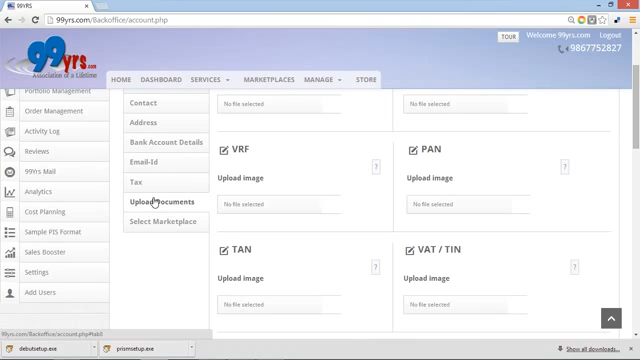 99YRS
99yrs.com/Backoffice/account.php
TOUR
Welcome 99yrs.com
Logout
9867752827
99yrs.com
Association of a Lifetime
HOME
DASHBOARD
SERVICES
MARKETPLACES
MANAGE
STORE
Portfolio Management
Order Management
Activity Log
Reviews
99Yrs Mail
Analytics
Cost Planning
Sample PIS Format
Sales Booster
Settings
Add Users
Contact
Address
Bank Account Details
Email-Id
Tax
Upload Documents
Select Marketplace
No file selected
No file selected
VRF
?
Upload image
No file selected
PAN
?
Upload image
No file selected
TAN
?
Upload image
No file selected
VAT / TIN
?
Upload image
No file selected
99yrs.com/Backoffice/account.php#tab8
debutsetup.exe
prismsetup.exe
Show all downloads...